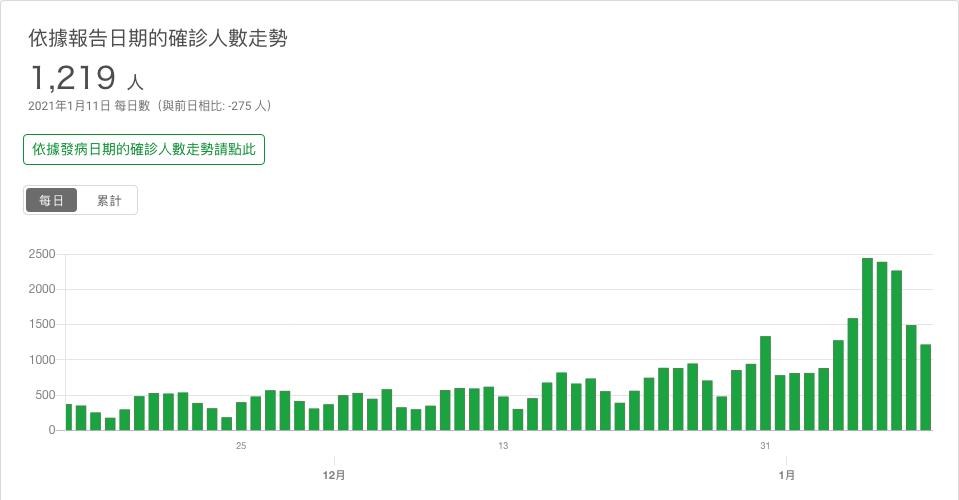 依據報告日期的確診人數走勢
1,219 人
2021年1月11日 每日數（與前日相比: -275 人）
依據發病日期的確診人數走勢請點此
每日 累計
2500
2000
1500
1000
500
0
25 13 31
12月 1月